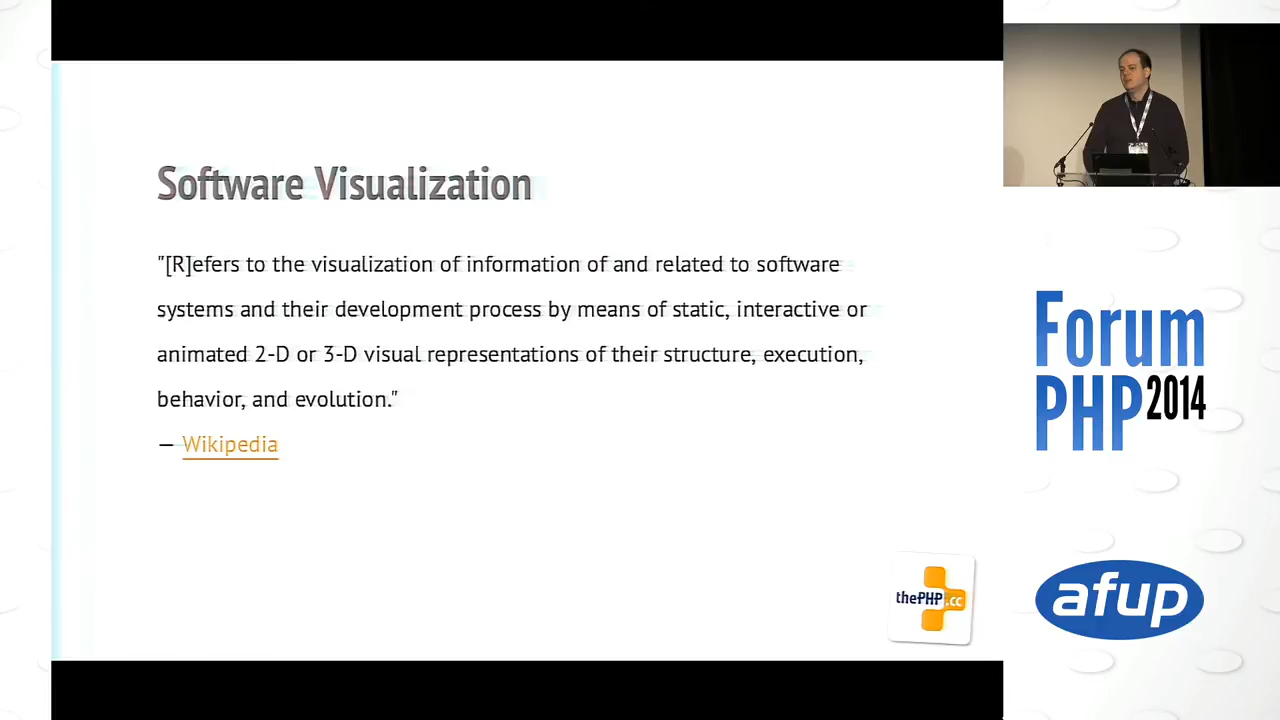 Software Visualization
"[R]efers to the visualization of information of and related to software
systems and their development process by means of static, interactive or
animated 2-D or 3-D visual representations of their structure, execution,
behavior, and evolution."
— Wikipedia
thePHP.cc
Forum
PHP 2014
afup